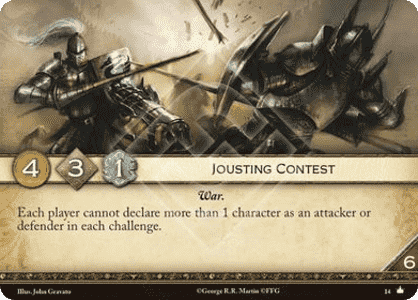 4 3 1 JOUSTING CONTEST
War.
Each player cannot declare more than 1 character as an attacker or
defender in each challenge.
6
Illus. John Gravato ©George R.R. Martin ©FFG 14